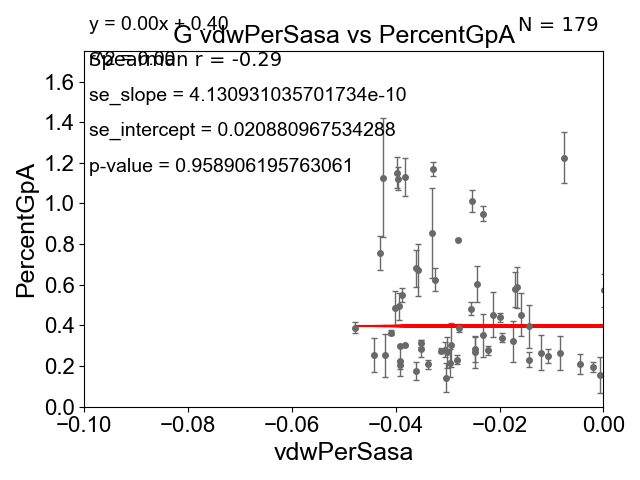 y = 0.00x + 0.40
N = 179
G vdwPerSasa vs PercentGpA
Spearman r = -0.29
se_slope = 4.130931035701734e-10
se_intercept = 0.020880967534288
p-value = 0.958906195763061
PercentGpA
1.6
1.4
1.2
1.0
0.8
0.6
0.4
0.2
0.0
−0.10
−0.08
−0.06
−0.04
−0.02
0.00
vdwPerSasa